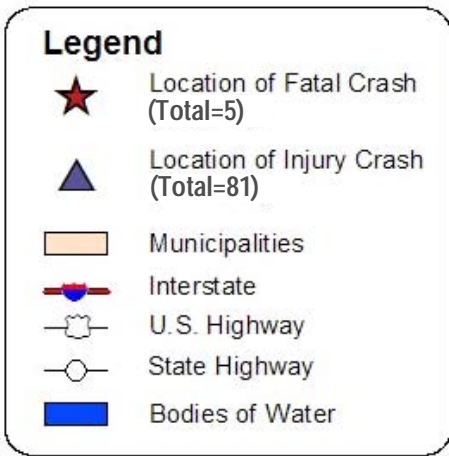 Legend
Location of Fatal Crash
(Total=5)
Location of Injury Crash
(Total=81)
Municipalities
Interstate
U.S. Highway
State Highway
Bodies of Water